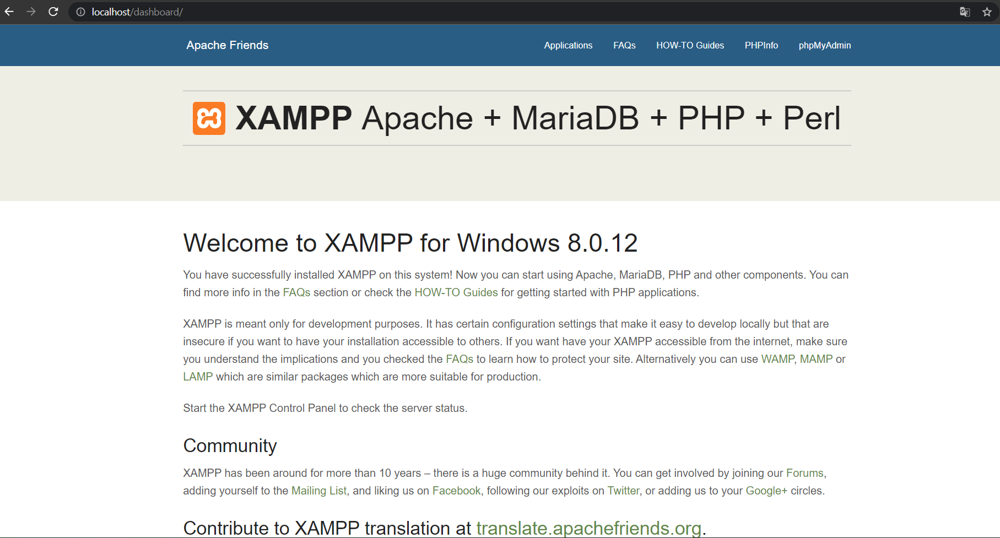 localhost/dashboard/
Apache Friends
Applications FAQs HOW-TO Guides PHPInfo phpMyAdmin
XAMPP Apache + MariaDB + PHP + Perl
Welcome to XAMPP for Windows 8.0.12
You have successfully installed XAMPP on this system! Now you can start using Apache, MariaDB, PHP and other components. You can
find more info in the FAQs section or check the HOW-TO Guides for getting started with PHP applications.
XAMPP is meant only for development purposes. It has certain configuration settings that make it easy to develop locally but that are
insecure if you want to have your installation accessible to others. If you want have your XAMPP accessible from the internet, make sure
you understand the implications and you checked the FAQs to learn how to protect your site. Alternatively you can use WAMP, MAMP or
LAMP which are similar packages which are more suitable for production.
Start the XAMPP Control Panel to check the server status.
Community
XAMPP has been around for more than 10 years – there is a huge community behind it. You can get involved by joining our Forums,
adding yourself to the Mailing List, and liking us on Facebook, following our exploits on Twitter, or adding us to your Google+ circles.
Contribute to XAMPP translation at translate.apachefriends.org.